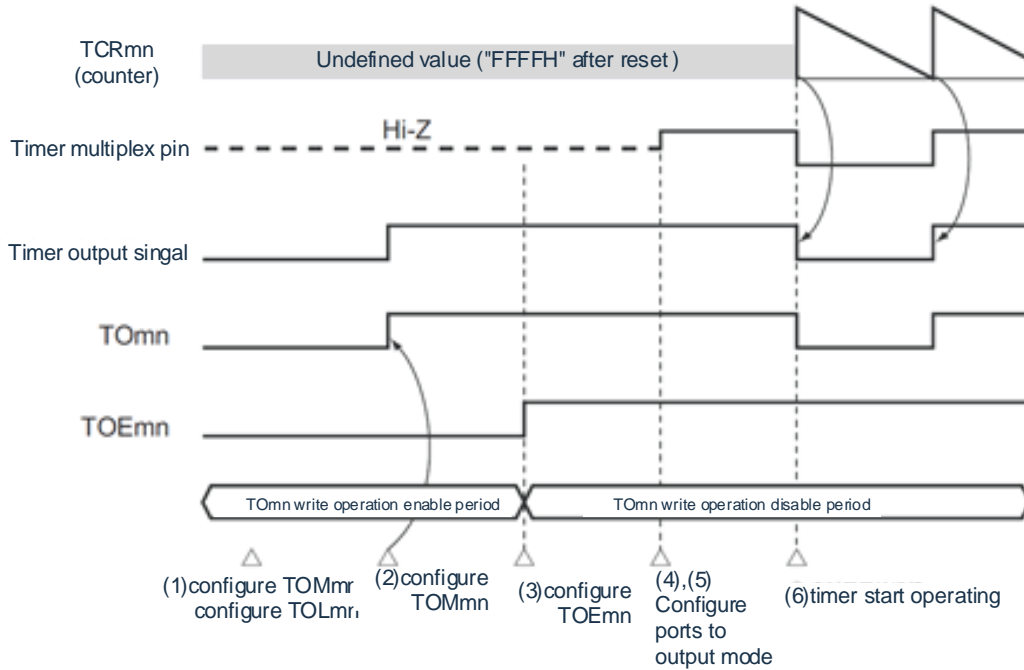 TCRmn
(counter)
Undefined value ("FFFFH" after reset)
Hi-Z
Timer multiplex pin
Timer output singal
TOmn
TOEmn
TOmn write operation enable period
TOmn write operation disable period
(1)configure TOMmr
configure TOLmrı
(2)configure
TOMmn
(3)configure
TOEmn
(4),(5)
Configure
ports to
output mode
(6)timer start operating